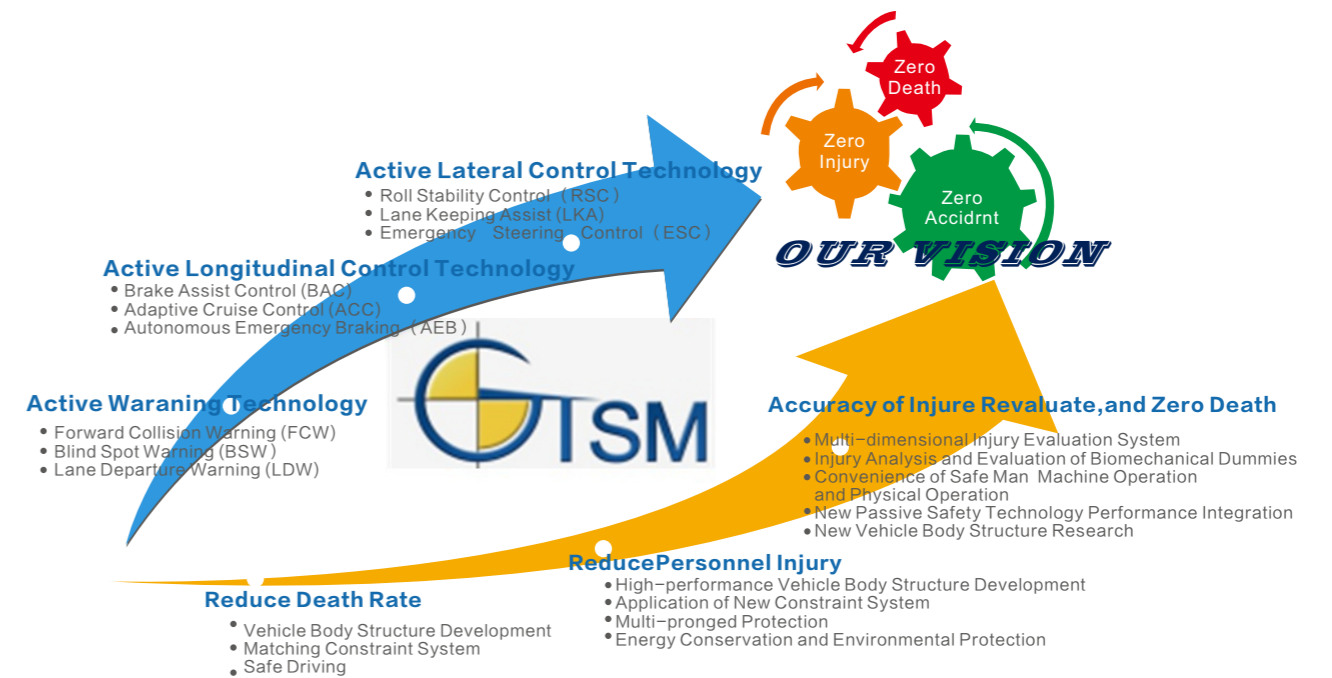 Zero
Death
Zero
Injury
Zero
Accidrnt
OUR VISION
Active Lateral Control Technology
• Roll Stability Control（RSC）
• Lane Keeping Assist (LKA)
• Emergency Steering Control（ESC）
Active Longitudinal Control Technology
• Brake Assist Control (BAC)
• Adaptive Cruise Control (ACC)
• Autonomous Emergency Braking（AEB）
Active Waraning Technology
• Forward Collision Warning (FCW)
• Blind Spot Warning (BSW)
• Lane Departure Warning (LDW)
GTSM
Accuracy of Injure Revaluate,and Zero Death
• Multi-dimensional Injury Evaluation System
• Injury Analysis and Evaluation of Biomechanical Dummies
• Convenience of Safe Man Machine Operation
and Physical Operation
• New Passive Safety Technology Performance Integration
• New Vehicle Body Structure Research
ReducePersonnel Injury
• High-performance Vehicle Body Structure Development
• Application of New Constraint System
• Multi-pronged Protection
• Energy Conservation and Environmental Protection
Reduce Death Rate
• Vehicle Body Structure Development
• Matching Constraint System
• Safe Driving